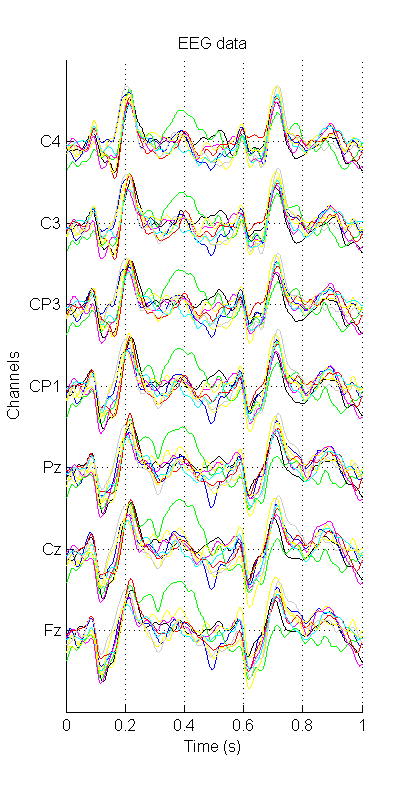 EEG data
C4
C3
CP3
CP1
Pz
Cz
Fz
Channels
0 0.2 0.4 0.6 0.8 1
Time (s)